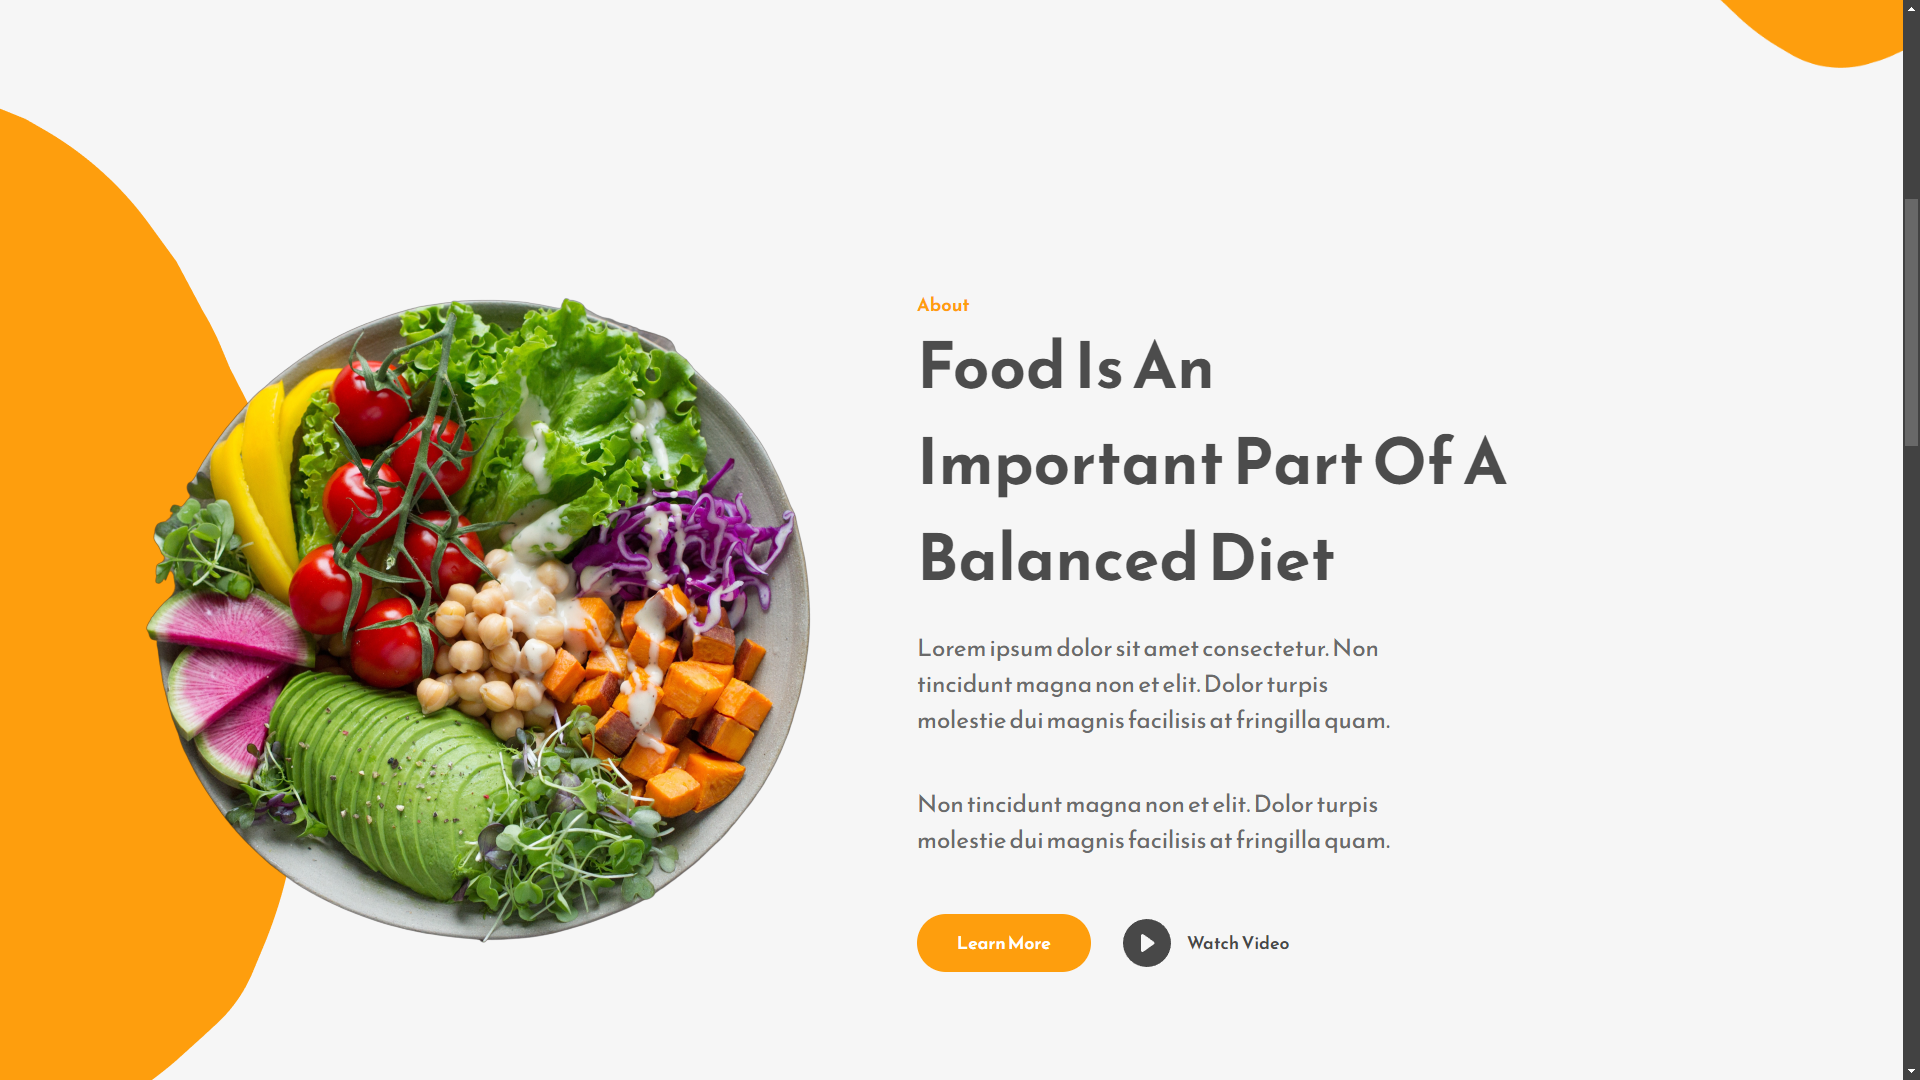 About
Food Is An
Important Part Of A
Balanced Diet
Lorem ipsum dolor sit amet consectetur. Non
tincidunt magna non et elit. Dolor turpis
molestie dui magnis facilisis at fringilla quam.
Non tincidunt magna non et elit. Dolor turpis
molestie dui magnis facilisis at fringilla quam.
Learn More
Watch Video